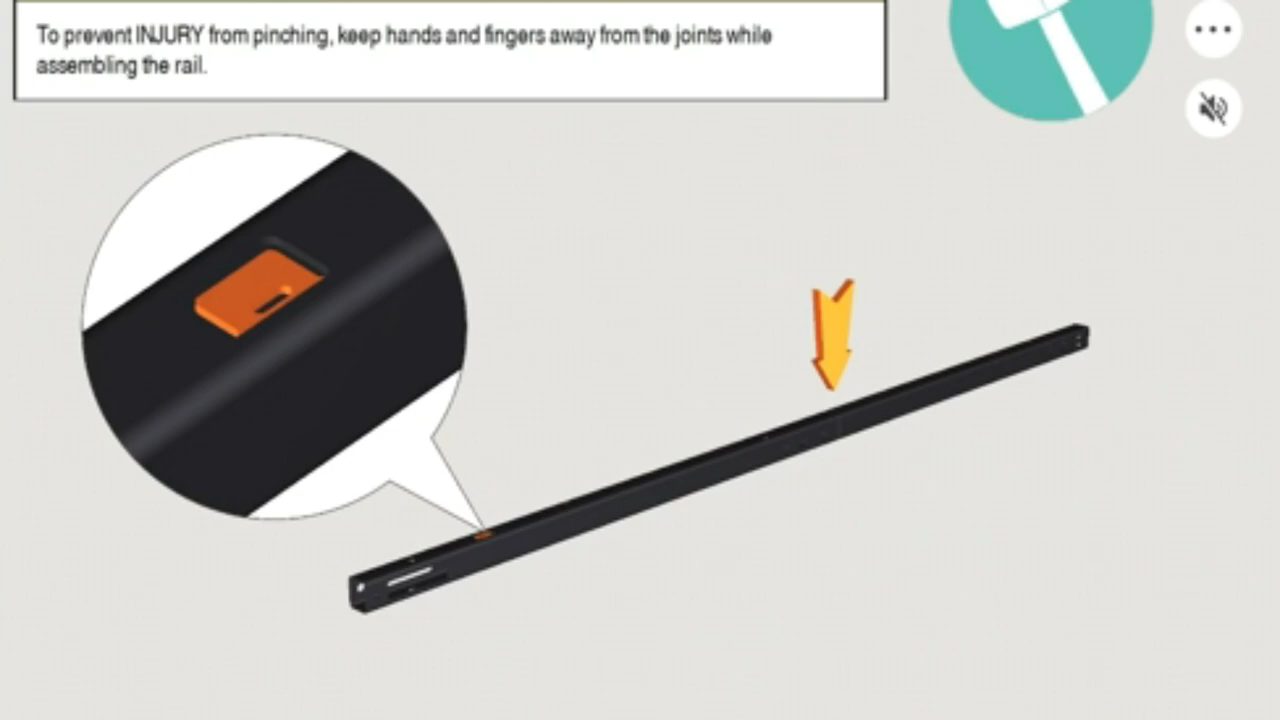 To prevent INJURY from pinching, keep hands and fingers away from the joints while
assembling the rail.